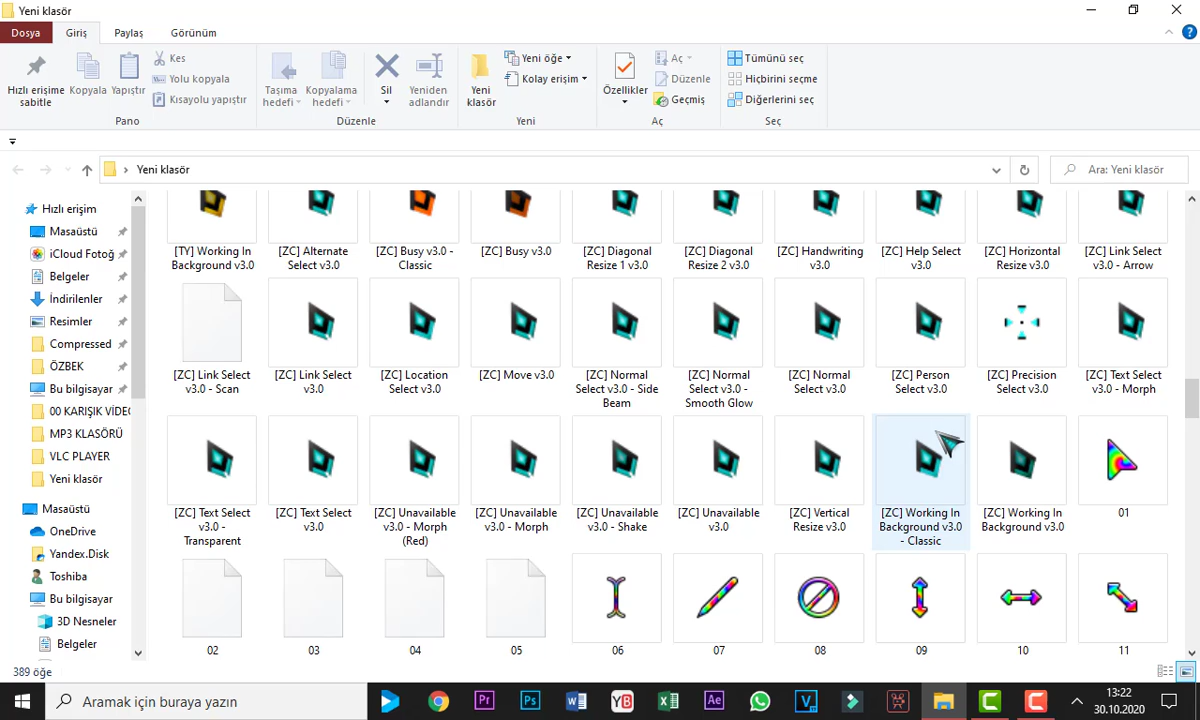 Yeni klasör
Dosya
Giriş
Paylaş
Görünüm
Hızlı erişime
sabitle
Kopyala
Yapıştır
Kes
Yolu kopyala
Kısayolu yapıştır
Pano
Taşıma
hedefi
Kopyalama
hedefi
Sil
Yeniden
adlandır
Düzenle
Yeni
klasör
Yeni öğe
Kolay erişim
Yeni
Özellikler
Aç
Düzenle
Geçmiş
Aç
Tümünü seç
Hiçbirini seçme
Diğerlerini seç
Seç
Yeni klasör
Ara: Yeni klasör
Hızlı erişim
Masaüstü
iCloud Fotoğ
Belgeler
İndirilenler
Resimler
Compressed
ÖZBEK
Bu bilgisayar
00 KARIŞIK VİDEO
MP3 KLASÖRÜ
VLC PLAYER
Yeni klasör
Masaüstü
OneDrive
Yandex.Disk
Toshiba
Bu bilgisayar
3D Nesneler
Belgeler
[TY] Working In
Background v3.0
[ZC] Alternate
Select v3.0
[ZC] Busy v3.0 -
Classic
[ZC] Busy v3.0
[ZC] Diagonal
Resize 1 v3.0
[ZC] Diagonal
Resize 2 v3.0
[ZC] Handwriting
v3.0
[ZC] Help Select
v3.0
[ZC] Horizontal
Resize v3.0
[ZC] Link Select
v3.0 - Arrow
[ZC] Link Select
v3.0 - Scan
[ZC] Link Select
v3.0
[ZC] Location
Select v3.0
[ZC] Move v3.0
[ZC] Normal
Select v3.0 - Side
Beam
[ZC] Normal
Select v3.0 -
Smooth Glow
[ZC] Normal
Select v3.0
[ZC] Person
Select v3.0
[ZC] Precision
Select v3.0
[ZC] Text Select
v3.0 - Morph
[ZC] Text Select
v3.0 -
Transparent
[ZC] Text Select
v3.0
[ZC] Unavailable
v3.0 - Morph
(Red)
[ZC] Unavailable
v3.0 - Morph
[ZC] Unavailable
v3.0 - Shake
[ZC] Unavailable
v3.0
[ZC] Vertical
Resize v3.0
[ZC] Working In
Background v3.0
- Classic
[ZC] Working In
Background v3.0
01
02
03
04
05
06
07
08
09
10
11
389 öğe
Aramak için buraya yazın
Pr
Ps
YB
Ae
13:22
30.10.2020